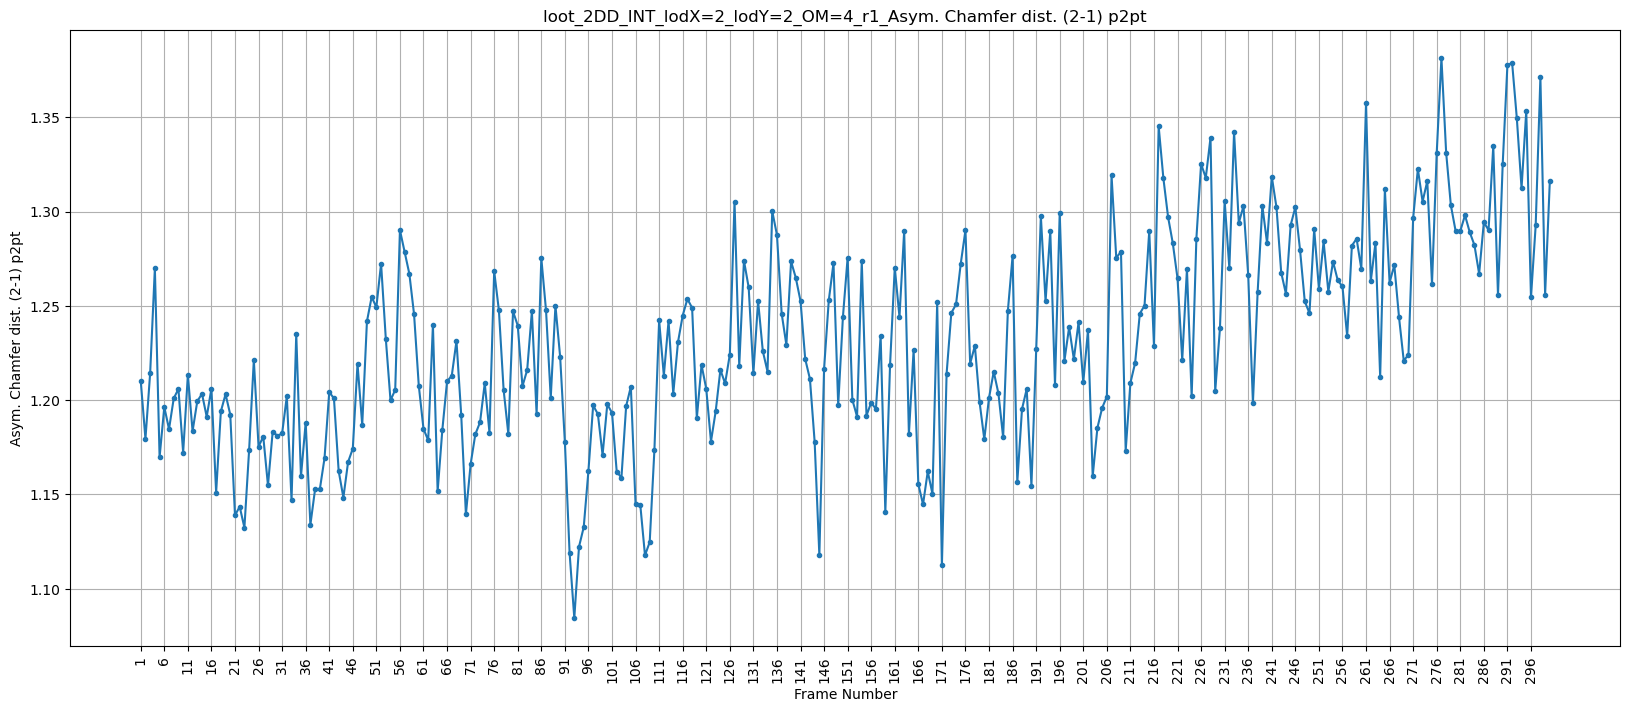 loot_2DD_INT_lodX=2_lodY=2_OM=4_r1_Asym. Chamfer dist. (2-1) p2pt
Asym. Chamfer dist. (2-1) p2pt
1.35
1.30
1.25
1.20
1.15
1.10
1 6 11 16 21 26 31 36 41 46 51 56 61 66 71 76 81 86 91 96 101 106 111 116 121 126 131 136 141 146 151 156 161 166 171 176 181 186 191 196 201 206 211 216 221 226 231 236 241 246 251 256 261 266 271 276 281 286 291 296
Frame Number